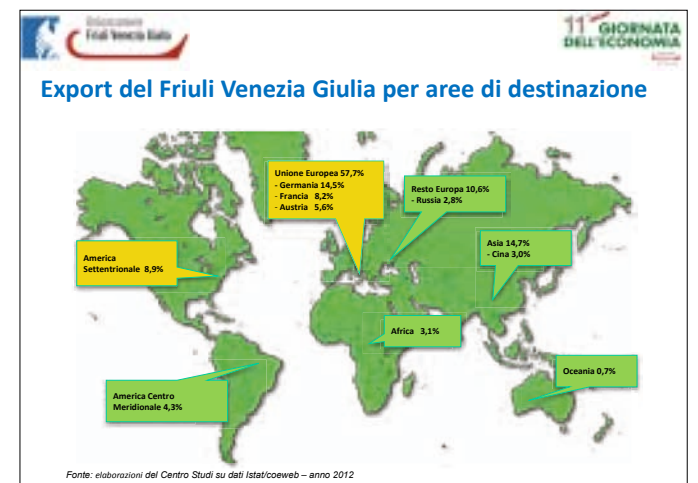 Unioncamere
Friuli Venezia Giulia
11^ GIORNATA
DELL'ECONOMIA
Export del Friuli Venezia Giulia per aree di destinazione
Unione Europea 57,7%
- Germania 14,5%
- Francia 8,2%
- Austria 5,6%
Resto Europa 10,6%
- Russia 2,8%
Asia 14,7%
- Cina 3,0%
America
Settentrionale 8,9%
Africa 3,1%
Oceania 0,7%
America Centro
Meridionale 4,3%
Fonte: elaborazioni del Centro Studi su dati Istat/coeweb – anno 2012